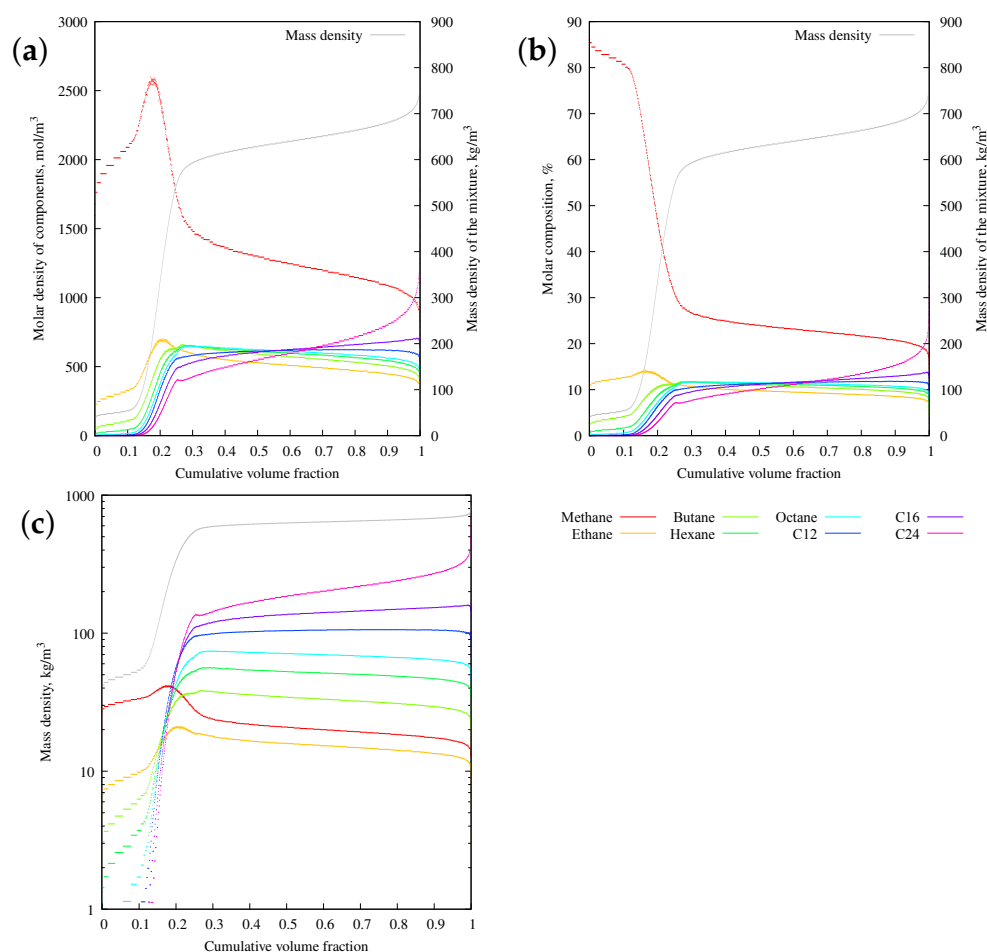 (a)
Mass density
3000
2500
2000
1500
1000
500
0
900
800
700
600
500
400
300
200
100
0
0 0.1 0.2 0.3 0.4 0.5 0.6 0.7 0.8 0.9 1
Molar density of components, mol/m³
Mass density of the mixture, kg/m³
Cumulative volume fraction
(b)
Mass density
90
80
70
60
50
40
30
20
10
0
900
800
700
600
500
400
300
200
100
0
0 0.1 0.2 0.3 0.4 0.5 0.6 0.7 0.8 0.9 1
Molar composition, %
Mass density of the mixture, kg/m³
Cumulative volume fraction
(c)
1000
100
10
1
0 0.1 0.2 0.3 0.4 0.5 0.6 0.7 0.8 0.9 1
Mass density, kg/m³
Cumulative volume fraction
Methane Butane Octane C16
Ethane Hexane C12 C24